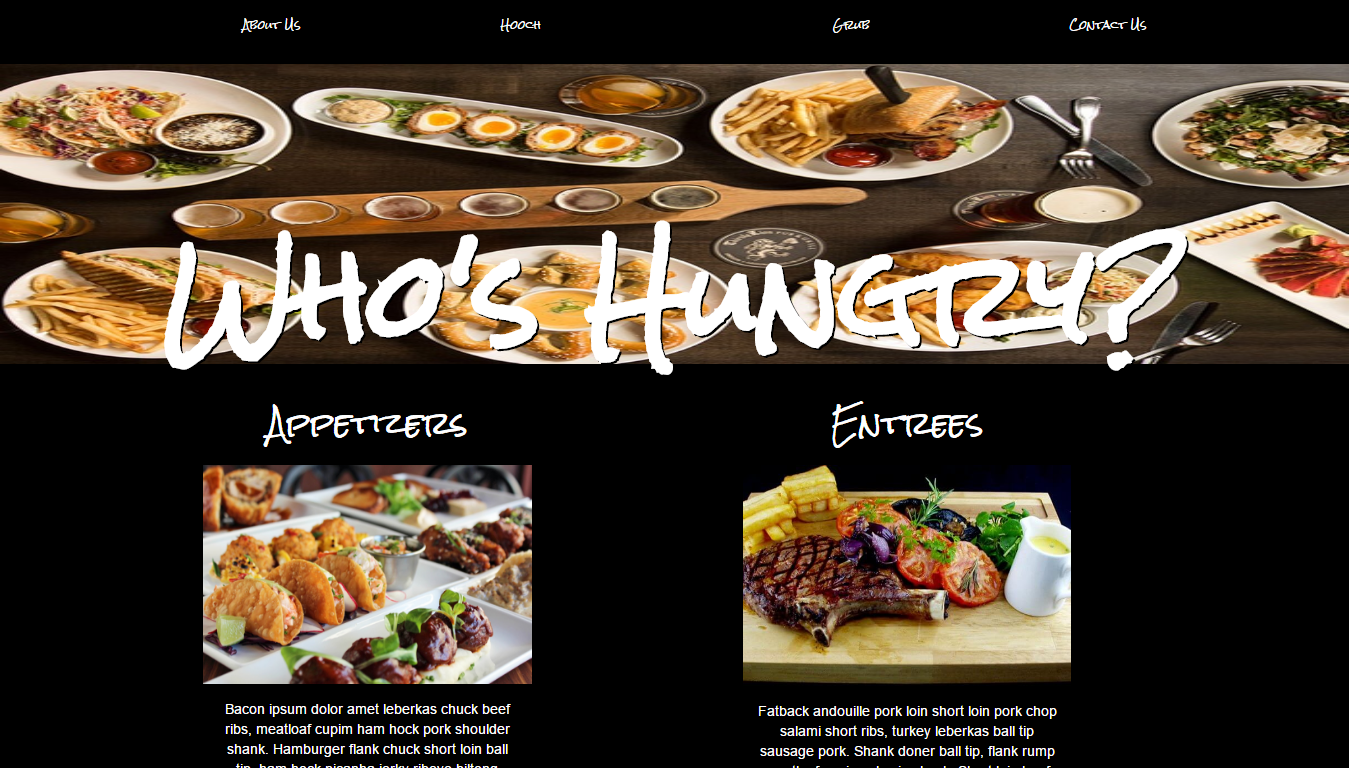 About Us
Hooch
Grub
Contact Us
Who's Hungry?
Appetizers
Entrees
Bacon ipsum dolor amet leberkas chuck beef
ribs, meatloaf cupim ham hock pork shoulder
shank. Hamburger flank chuck short loin ball
Fatback andouille pork loin short loin pork chop
salami short ribs, turkey leberkas ball tip
sausage pork. Shank doner ball tip, flank rump